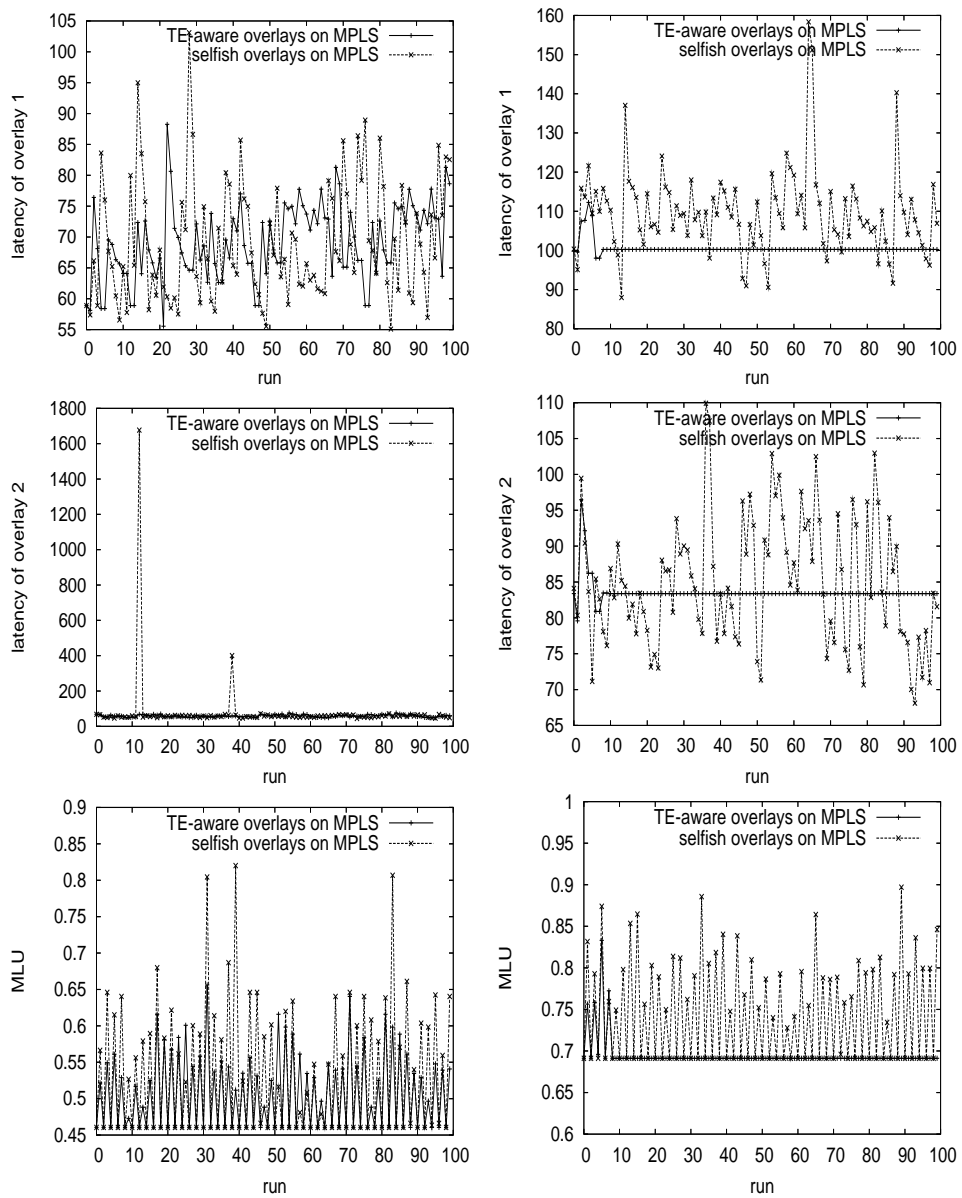 105
100
95
90
85
80
75
70
65
60
55
latency of overlay 1
TE-aware overlays on MPLS
selfish overlays on MPLS
0 10 20 30 40 50 60 70 80 90 100
run
160
150
140
130
120
110
100
90
80
latency of overlay 1
TE-aware overlays on MPLS
selfish overlays on MPLS
0 10 20 30 40 50 60 70 80 90 100
run
1800
1600
1400
1200
1000
800
600
400
200
0
latency of overlay 2
TE-aware overlays on MPLS
selfish overlays on MPLS
0 10 20 30 40 50 60 70 80 90 100
run
110
105
100
95
90
85
80
75
70
65
latency of overlay 2
TE-aware overlays on MPLS
selfish overlays on MPLS
0 10 20 30 40 50 60 70 80 90 100
run
0.9
0.85
0.8
0.75
0.7
0.65
0.6
0.55
0.5
0.45
MLU
TE-aware overlays on MPLS
selfish overlays on MPLS
0 10 20 30 40 50 60 70 80 90 100
run
1
0.95
0.9
0.85
0.8
0.75
0.7
0.65
0.6
MLU
TE-aware overlays on MPLS
selfish overlays on MPLS
0 10 20 30 40 50 60 70 80 90 100
run